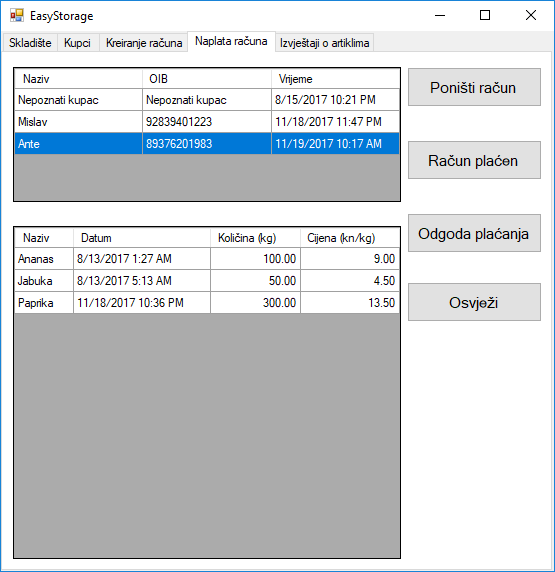 EasyStorage
Skladište Kupci Kreiranje računa Naplata računa Izvještaji o artiklima
Naziv OIB Vrijeme
Nepoznati kupac Nepoznati kupac 8/15/2017 10:21 PM
Mislav 92839401223 11/18/2017 11:47 PM
Ante 89376201983 11/19/2017 10:17 AM
Poništi račun
Račun plaćen
Odgoda plaćanja
Osvježi
Naziv Datum Količina (kg) Cijena (kn/kg)
Ananas 8/13/2017 1:27 AM 100.00 9.00
Jabuka 8/13/2017 5:13 AM 50.00 4.50
Paprika 11/18/2017 10:36 PM 300.00 13.50